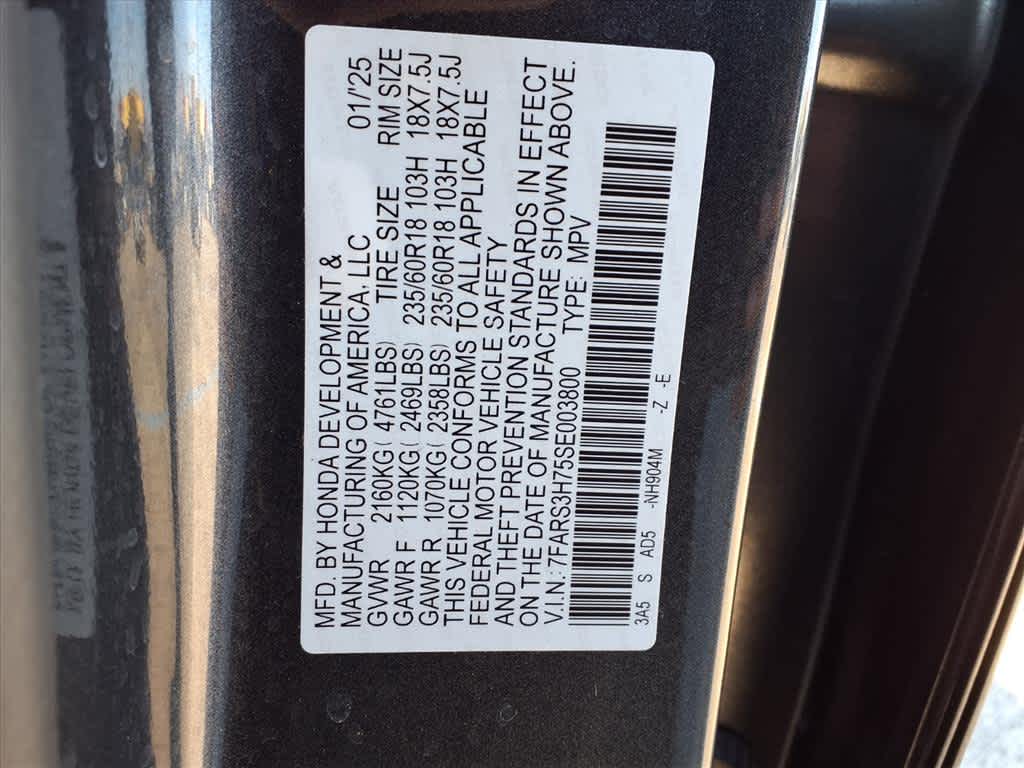 MFD. BY HONDA DEVELOPMENT &
MANUFACTURING OF AMERICA, LLC 01/'25
GVWR 2160KG( 4761LBS) TIRE SIZE RIM SIZE
GAWR F 1120KG( 2469LBS) 235/60R18 103H 18X7.5J
GAWR R 1070KG( 2358LBS) 235/60R18 103H 18X7.5J
THIS VEHICLE CONFORMS TO ALL APPLICABLE
FEDERAL MOTOR VEHICLE SAFETY
AND THEFT PREVENTION STANDARDS IN EFFECT
ON THE DATE OF MANUFACTURE SHOWN ABOVE.
V.I.N.: 7FARS3H75SE003800 TYPE: MPV
3A5 S AD5 -NH904M -Z -E